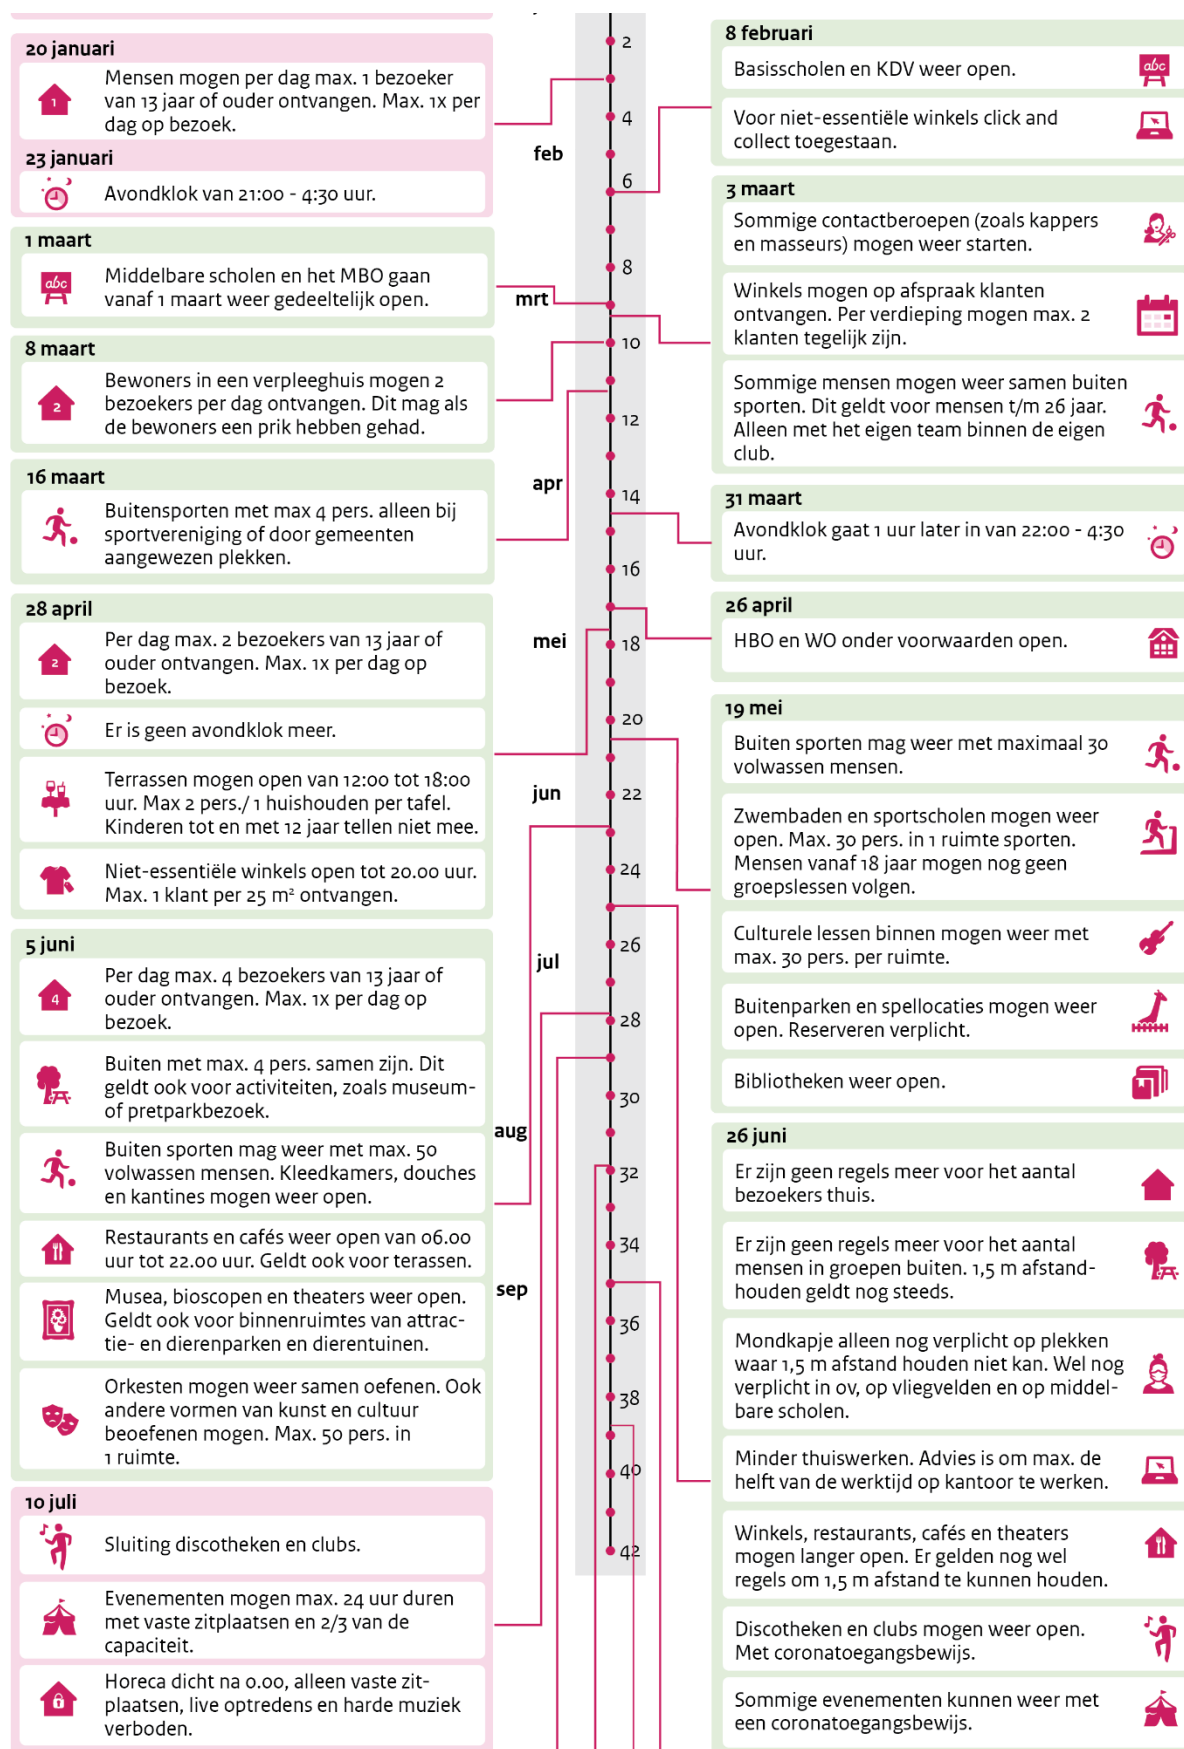 20 januari
1
Mensen mogen per dag max. 1 bezoeker
van 13 jaar of ouder ontvangen. Max. 1x per
dag op bezoek.
23 januari
Avondklok van 21:00 - 4:30 uur.
1 maart
abc
Middelbare scholen en het MBO gaan
vanaf 1 maart weer gedeeltelijk open.
8 maart
2
Bewoners in een verpleeghuis mogen 2
bezoekers per dag ontvangen. Dit mag als
de bewoners een prik hebben gehad.
16 maart
Buitensporten met max 4 pers. alleen bij
sportvereniging of door gemeenten
aangewezen plekken.
28 april
2
Per dag max. 2 bezoekers van 13 jaar of
ouder ontvangen. Max. 1x per dag op
bezoek.
Er is geen avondklok meer.
Terrassen mogen open van 12:00 tot 18:00
uur. Max 2 pers./ 1 huishouden per tafel.
Kinderen tot en met 12 jaar tellen niet mee.
Niet-essentiële winkels open tot 20.00 uur.
Max. 1 klant per 25 m² ontvangen.
5 juni
4
Per dag max. 4 bezoekers van 13 jaar of
ouder ontvangen. Max. 1x per dag op
bezoek.
Buiten met max. 4 pers. samen zijn. Dit
geldt ook voor activiteiten, zoals museum-
of pretparkbezoek.
Buiten sporten mag weer met max. 50
volwassen mensen. Kleedkamers, douches
en kantines mogen weer open.
Restaurants en cafés weer open van 06.00
uur tot 22.00 uur. Geldt ook voor terassen.
Musea, bioscopen en theaters weer open.
Geldt ook voor binnenruimtes van attrac-
tie- en dierenparken en dierentuinen.
Orkesten mogen weer samen oefenen. Ook
andere vormen van kunst en cultuur
beoefenen mogen. Max. 50 pers. in
1 ruimte.
10 juli
Sluiting discotheken en clubs.
Evenementen mogen max. 24 uur duren
met vaste zitplaatsen en 2/3 van de
capaciteit.
Horeca dicht na 0.00, alleen vaste zit-
plaatsen, live optredens en harde muziek
verboden.
feb
mrt
apr
mei
jun
jul
aug
sep
2
4
6
8
10
12
14
16
18
20
22
24
26
28
30
32
34
36
38
40
42
8 februari
Basisscholen en KDV weer open.
abc
Voor niet-essentiële winkels click and
collect toegestaan.
3 maart
Sommige contactberoepen (zoals kappers
en masseurs) mogen weer starten.
Winkels mogen op afspraak klanten
ontvangen. Per verdieping mogen max. 2
klanten tegelijk zijn.
Sommige mensen mogen weer samen buiten
sporten. Dit geldt voor mensen t/m 26 jaar.
Alleen met het eigen team binnen de eigen
club.
31 maart
Avondklok gaat 1 uur later in van 22:00 - 4:30
uur.
26 april
HBO en WO onder voorwaarden open.
19 mei
Buiten sporten mag weer met maximaal 30
volwassen mensen.
Zwembaden en sportscholen mogen weer
open. Max. 30 pers. in 1 ruimte sporten.
Mensen vanaf 18 jaar mogen nog geen
groepslessen volgen.
Culturele lessen binnen mogen weer met
max. 30 pers. per ruimte.
Buitenparken en spellocaties mogen weer
open. Reserveren verplicht.
Bibliotheken weer open.
26 juni
Er zijn geen regels meer voor het aantal
bezoekers thuis.
Er zijn geen regels meer voor het aantal
mensen in groepen buiten. 1,5 m afstand-
houden geldt nog steeds.
Mondkapje alleen nog verplicht op plekken
waar 1,5 m afstand houden niet kan. Wel nog
verplicht in ov, op vliegvelden en op middel-
bare scholen.
Minder thuiswerken. Advies is om max. de
helft van de werktijd op kantoor te werken.
Winkels, restaurants, cafés en theaters
mogen langer open. Er gelden nog wel
regels om 1,5 m afstand te kunnen houden.
Discotheken en clubs mogen weer open.
Met coronatoegangsbewijs.
Sommige evenementen kunnen weer met
een coronatoegangsbewijs.